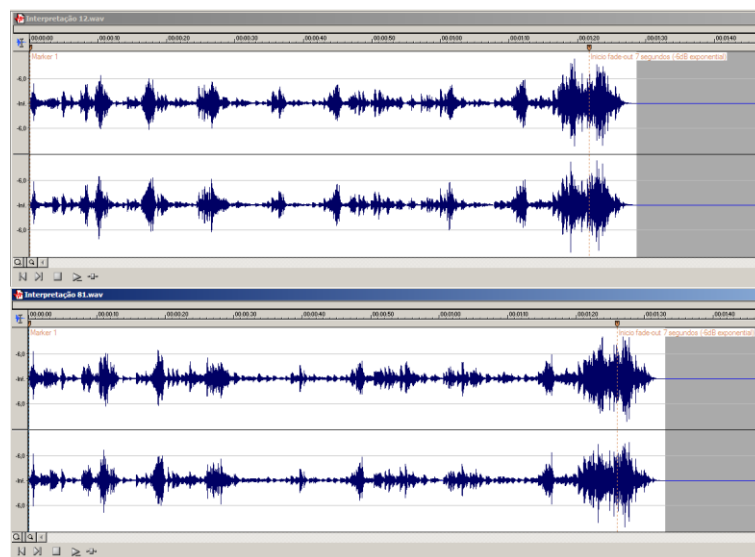 Interpretação 12.wav
,00:00:00 ,00:00:10 ,00:00:20 ,00:00:30 ,00:00:40 ,00:00:50 ,00:01:00 ,00:01:10 ,00:01:20 ,00:01:30 ,00:01:40
Marker 1 Inicio fade-out 7 segundos (-6dB exponential)
-6,0
-Inf.
-6,0
-6,0
-Inf.
-6,0
Interpretação 81.wav
,00:00:00 ,00:00:10 ,00:00:20 ,00:00:30 ,00:00:40 ,00:00:50 ,00:01:00 ,00:01:10 ,00:01:20 ,00:01:30 ,00:01:40
Marker 1 Inicio fade-out 7 segundos (-6dB exponential)
-6,0
-Inf.
-6,0
-6,0
-Inf.
-6,0